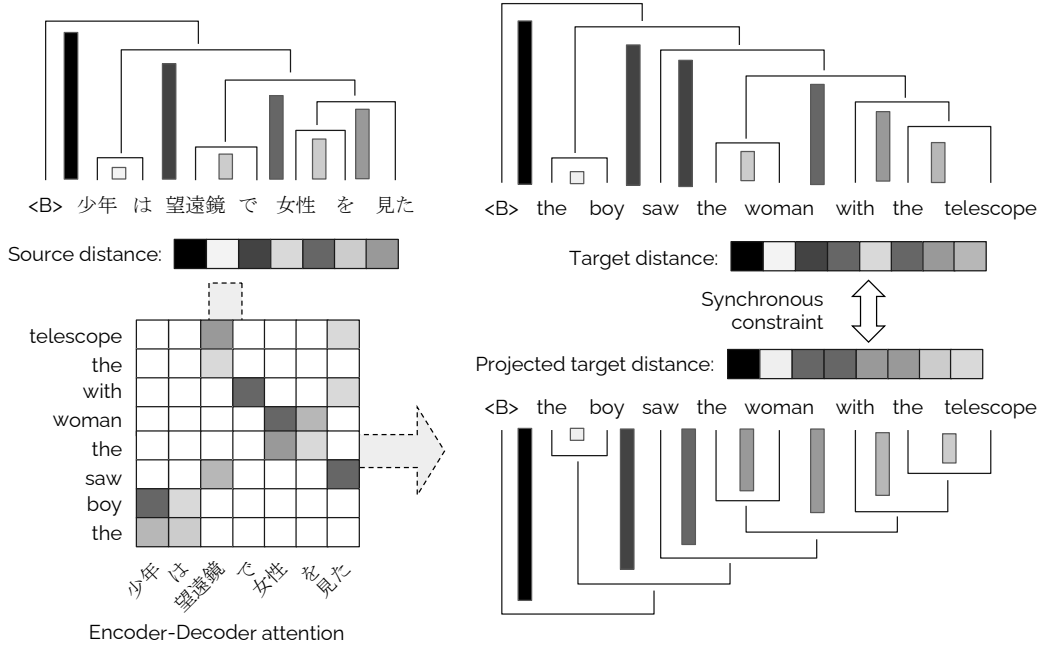 <B> 少年 は 望遠鏡 で 女性 を 見た
Source distance:
telescope
the
with
woman
the
saw
boy
the
少年 は 望遠鏡 で 女性 を 見た
Encoder-Decoder attention
<B> the boy saw the woman with the telescope
Target distance:
Synchronous
constraint
Projected target distance:
<B> the boy saw the woman with the telescope